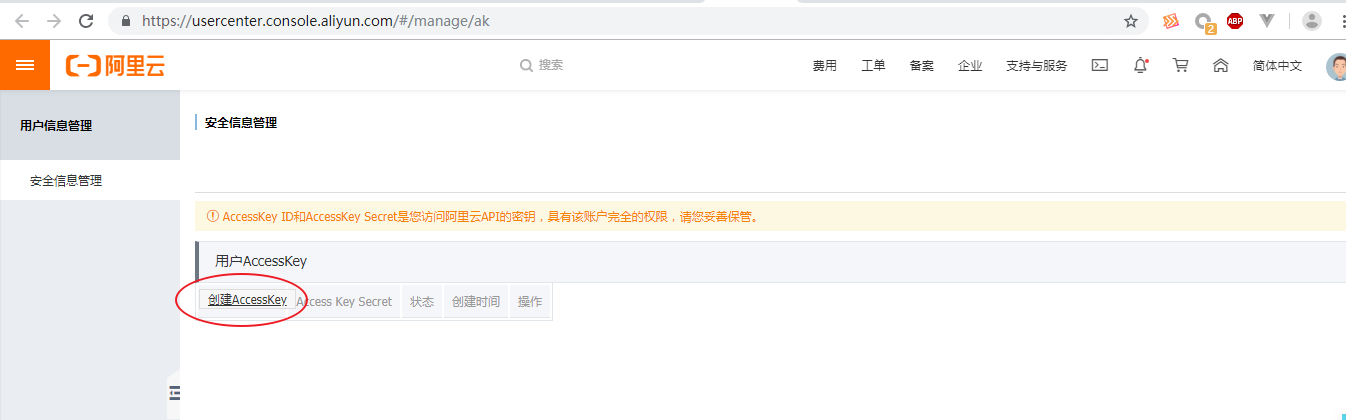 https://usercenter.console.aliyun.com/#/manage/ak
2
ABP
阿里云
搜索
费用 工单 备案 企业 支持与服务 简体中文
用户信息管理
安全信息管理
安全信息管理
AccessKey ID和AccessKey Secret是您访问阿里云API的密钥，具有该账户完全的权限，请您妥善保管。
用户AccessKey
创建AccessKey Access Key Secret 状态 创建时间 操作